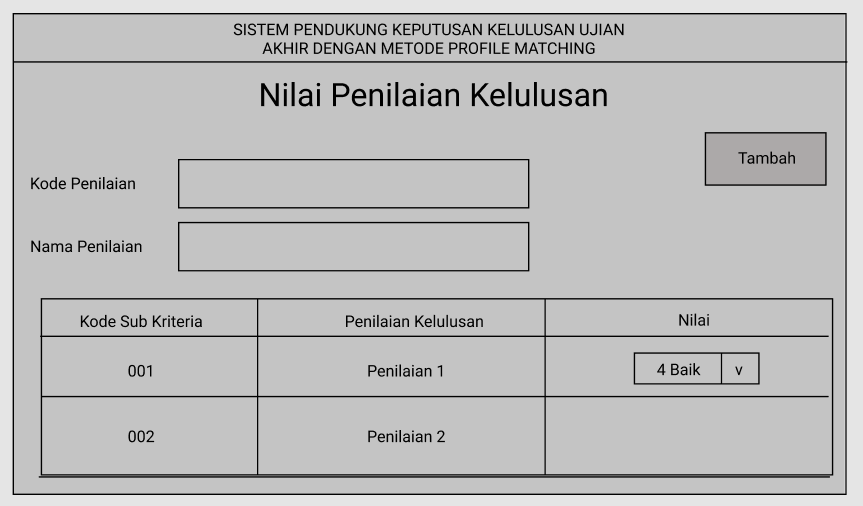 SISTEM PENDUKUNG KEPUTUSAN KELULUSAN UJIAN
AKHIR DENGAN METODE PROFILE MATCHING
Nilai Penilaian Kelulusan
Tambah
Kode Penilaian
Nama Penilaian
Kode Sub Kriteria Penilaian Kelulusan Nilai
001 Penilaian 1 4 Baik v
002 Penilaian 2